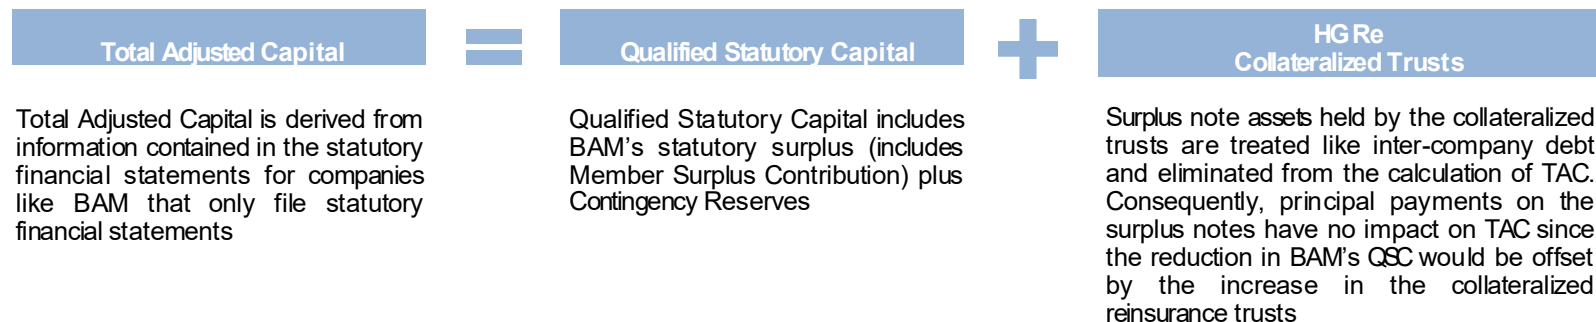 Total Adjusted Capital
=
Qualified Statutory Capital
+
HG Re
Collateralized Trusts
Total Adjusted Capital is derived from
information contained in the statutory
financial statements for companies
like BAM that only file statutory
financial statements
Qualified Statutory Capital includes
BAM's statutory surplus (includes
Member Surplus Contribution) plus
Contingency Reserves
Surplus note assets held by the collateralized
trusts are treated like inter-company debt
and eliminated from the calculation of TAC.
Consequently, principal payments on the
surplus notes have no impact on TAC since
the reduction in BAM's QSC would be offset
by the increase in the collateralized
reinsurance trusts